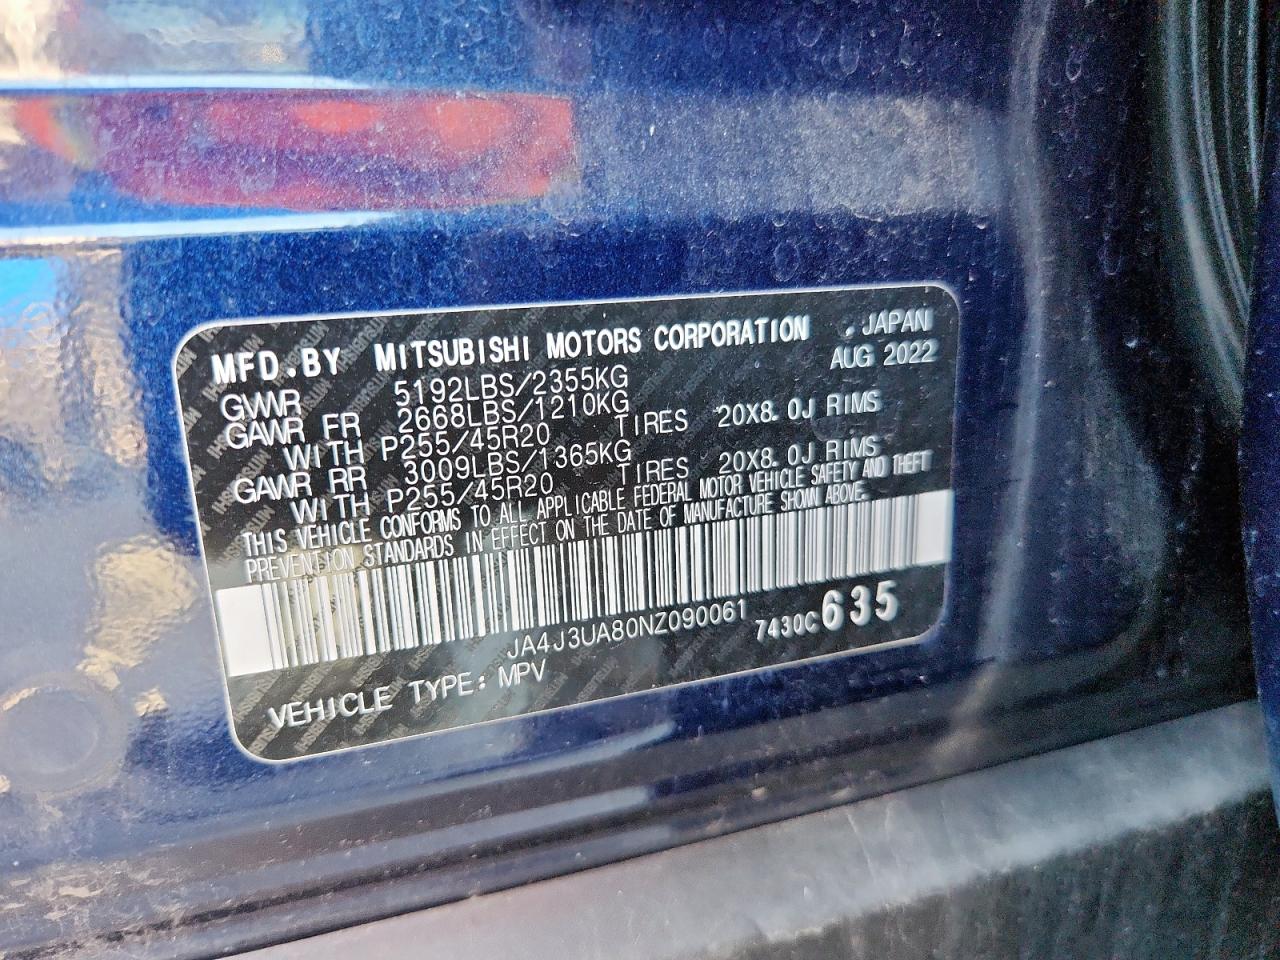 MFD.BY MITSUBISHI MOTORS CORPORATION . JAPAN
AUG 2022
GVWR 5192LBS/2355KG
GAWR FR 2668LBS/1210KG
WITH P255/45R20 TIRES 20X8.0J RIMS
GAWR RR 3009LBS/1365KG
WITH P255/45R20 TIRES 20X8.0J RIMS
THIS VEHICLE CONFORMS TO ALL APPLICABLE FEDERAL MOTOR VEHICLE SAFETY AND THEFT
PREVENTION STANDARDS IN EFFECT ON THE DATE OF MANUFACTURE SHOWN ABOVE.
JA4J3UA80NZ090061 7430C635
VEHICLE TYPE: MPV